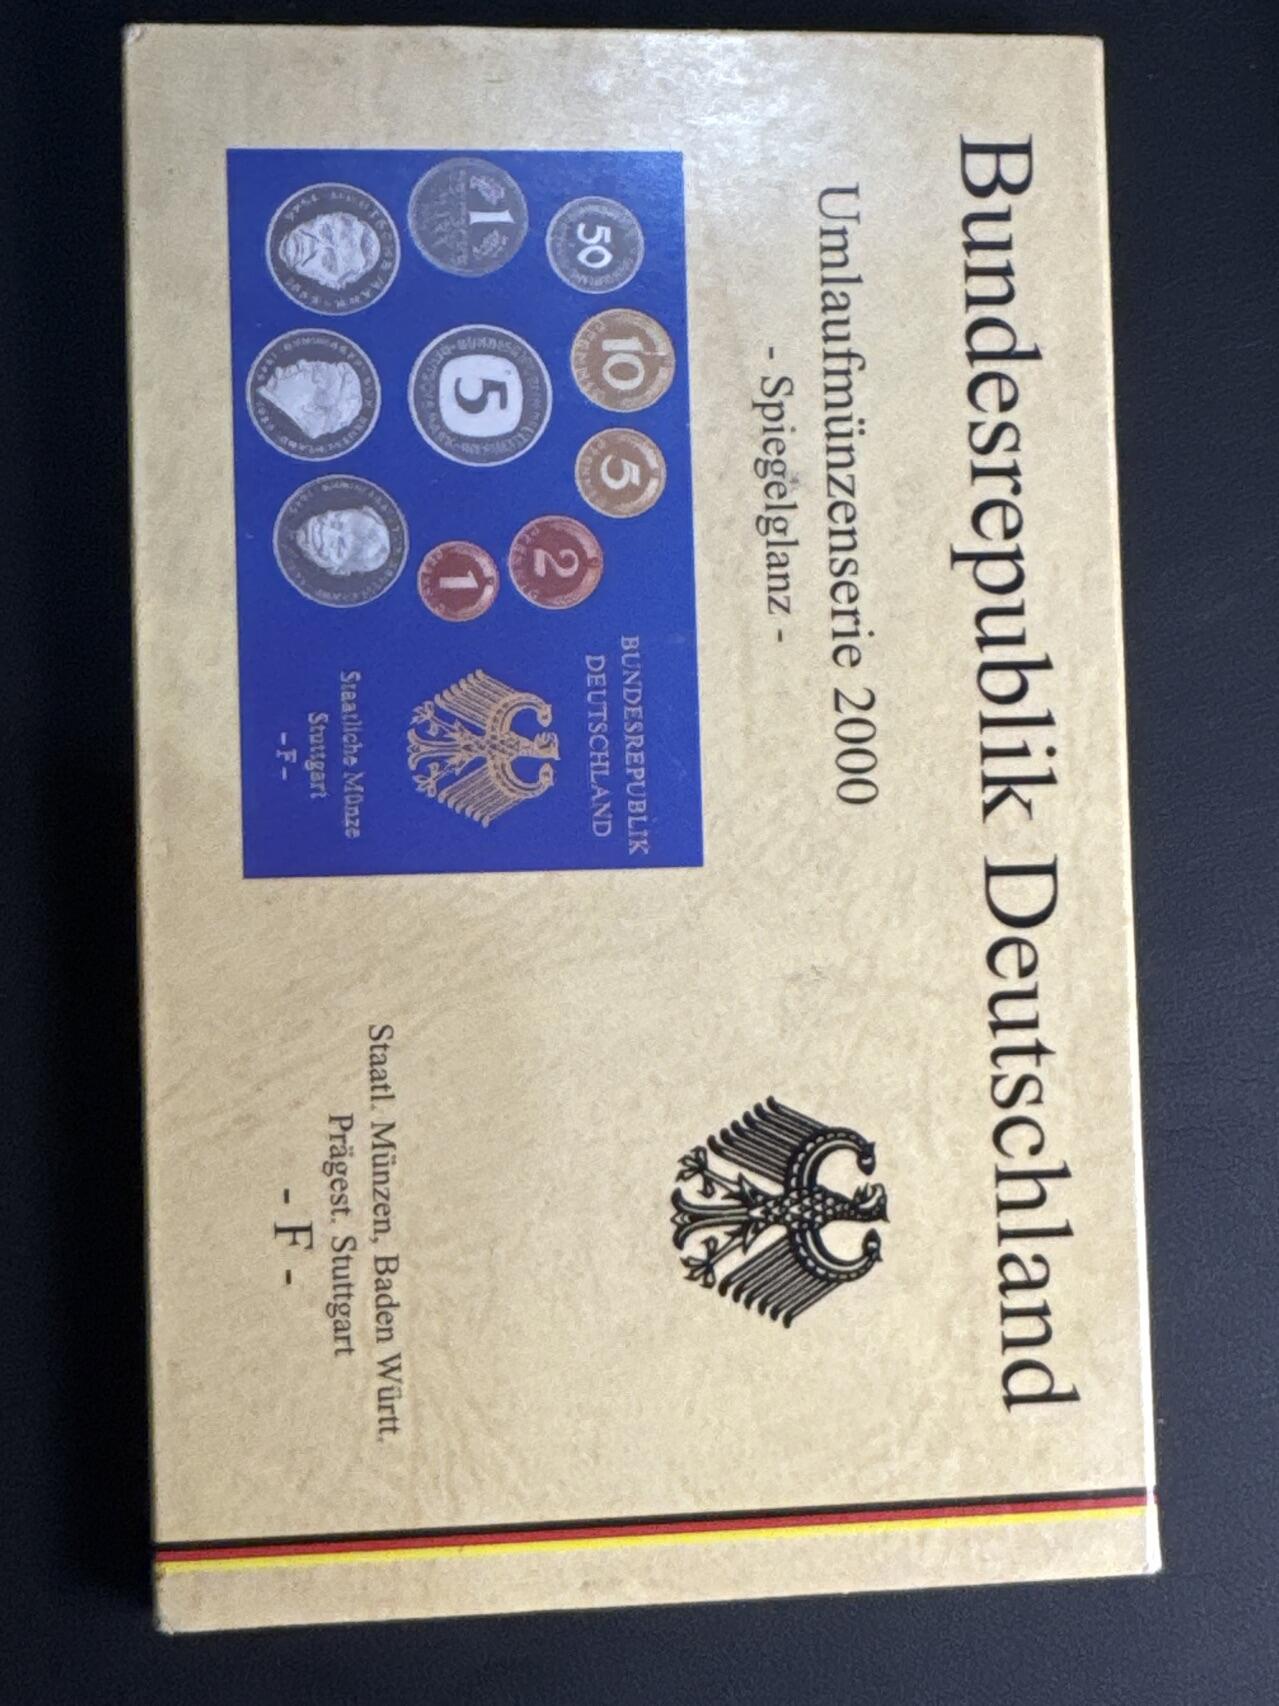 Bundesrepublik Deutschland
Umlaufmünzenserie 2000
- Spiegelglanz -
50
10
5
2
1
1
5
BUNDESREPUBLIK
DEUTSCHLAND
Staatliche Münze
Stuttgart
- F -
Staatl. Münzen, Baden Württ.
Prägest. Stuttgart
- F -